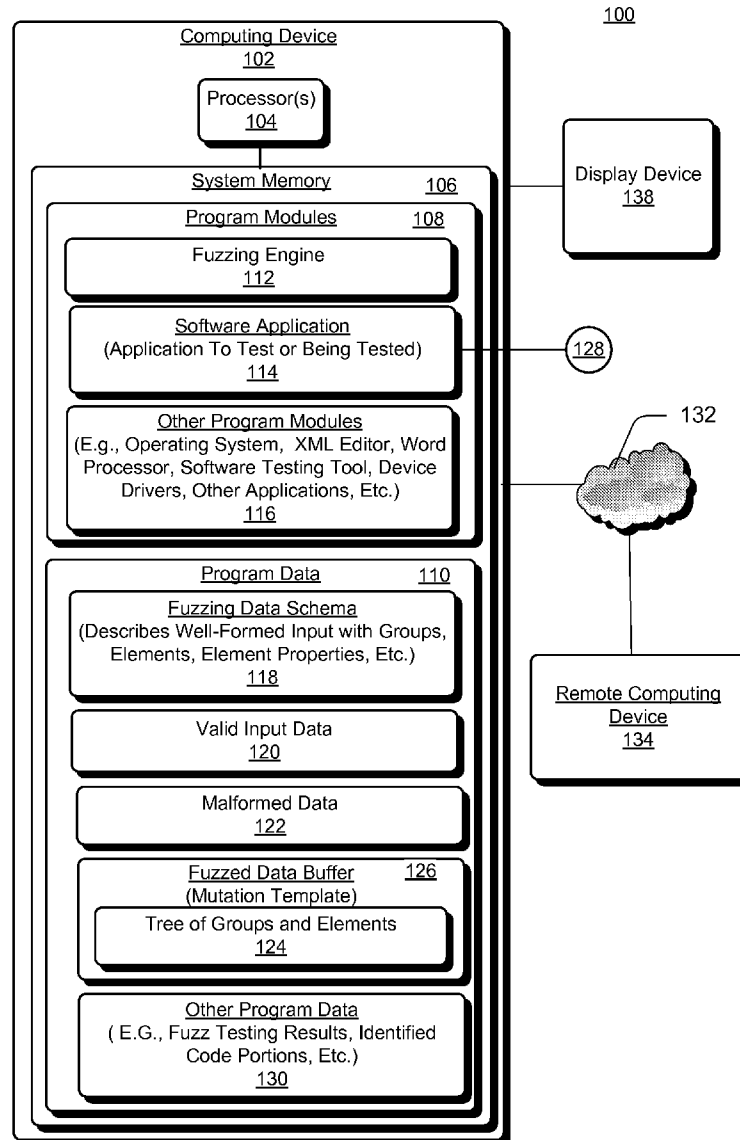 100
Computing Device
102
Processor(s)
104
System Memory
106
Program Modules
108
Fuzzing Engine
112
Software Application
(Application To Test or Being Tested)
114
Other Program Modules
(E.g., Operating System, XML Editor, Word
Processor, Software Testing Tool, Device
Drivers, Other Applications, Etc.)
116
Program Data
110
Fuzzing Data Schema
(Describes Well-Formed Input with Groups,
Elements, Element Properties, Etc.)
118
Valid Input Data
120
Malformed Data
122
Fuzzed Data Buffer
126
(Mutation Template)
Tree of Groups and Elements
124
Other Program Data
( E.G., Fuzz Testing Results, Identified
Code Portions, Etc.)
130
Display Device
138
128
132
Remote Computing
Device
134